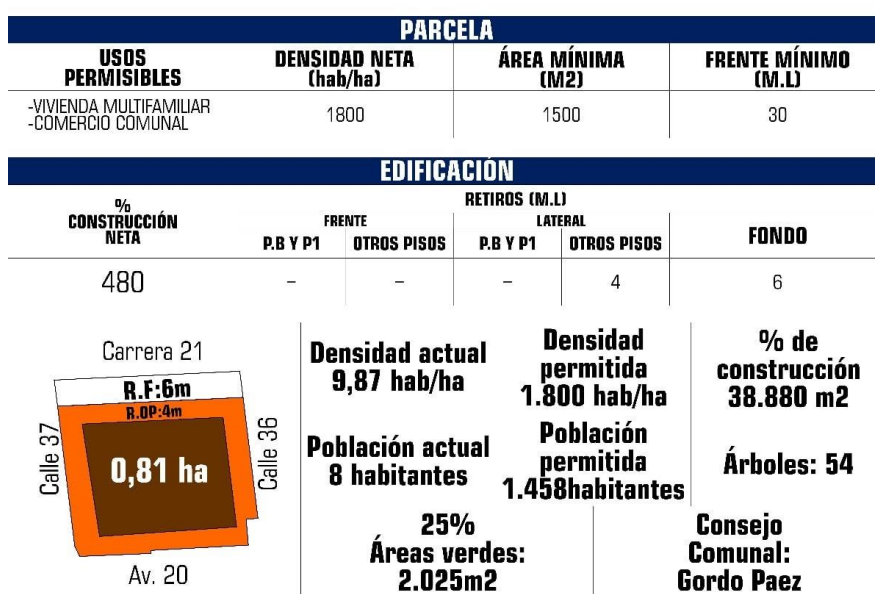 PARCELA
USOS PERMISIBLES
DENSIDAD NETA (hab/ha)
ÁREA MÍNIMA (M2)
FRENTE MÍNIMO (M.L)
-VIVIENDA MULTIFAMILIAR
-COMERCIO COMUNAL
1800
1500
30
EDIFICACIÓN
% CONSTRUCCIÓN NETA
RETIROS (M.L)
FRENTE
LATERAL
FONDO
P.B Y P1
OTROS PISOS
P.B Y P1
OTROS PISOS
480
–
–
–
4
6
Carrera 21
R.F:6m
R.OP:4m
Calle 37
0,81 ha
Calle 36
Av. 20
Densidad actual
9,87 hab/ha
Densidad
permitida
1.800 hab/ha
% de
construcción
38.880 m2
Población actual
8 habitantes
Población
permitida
1.458habitantes
Árboles: 54
25%
Áreas verdes:
2.025m2
Consejo
Comunal:
Gordo Paez